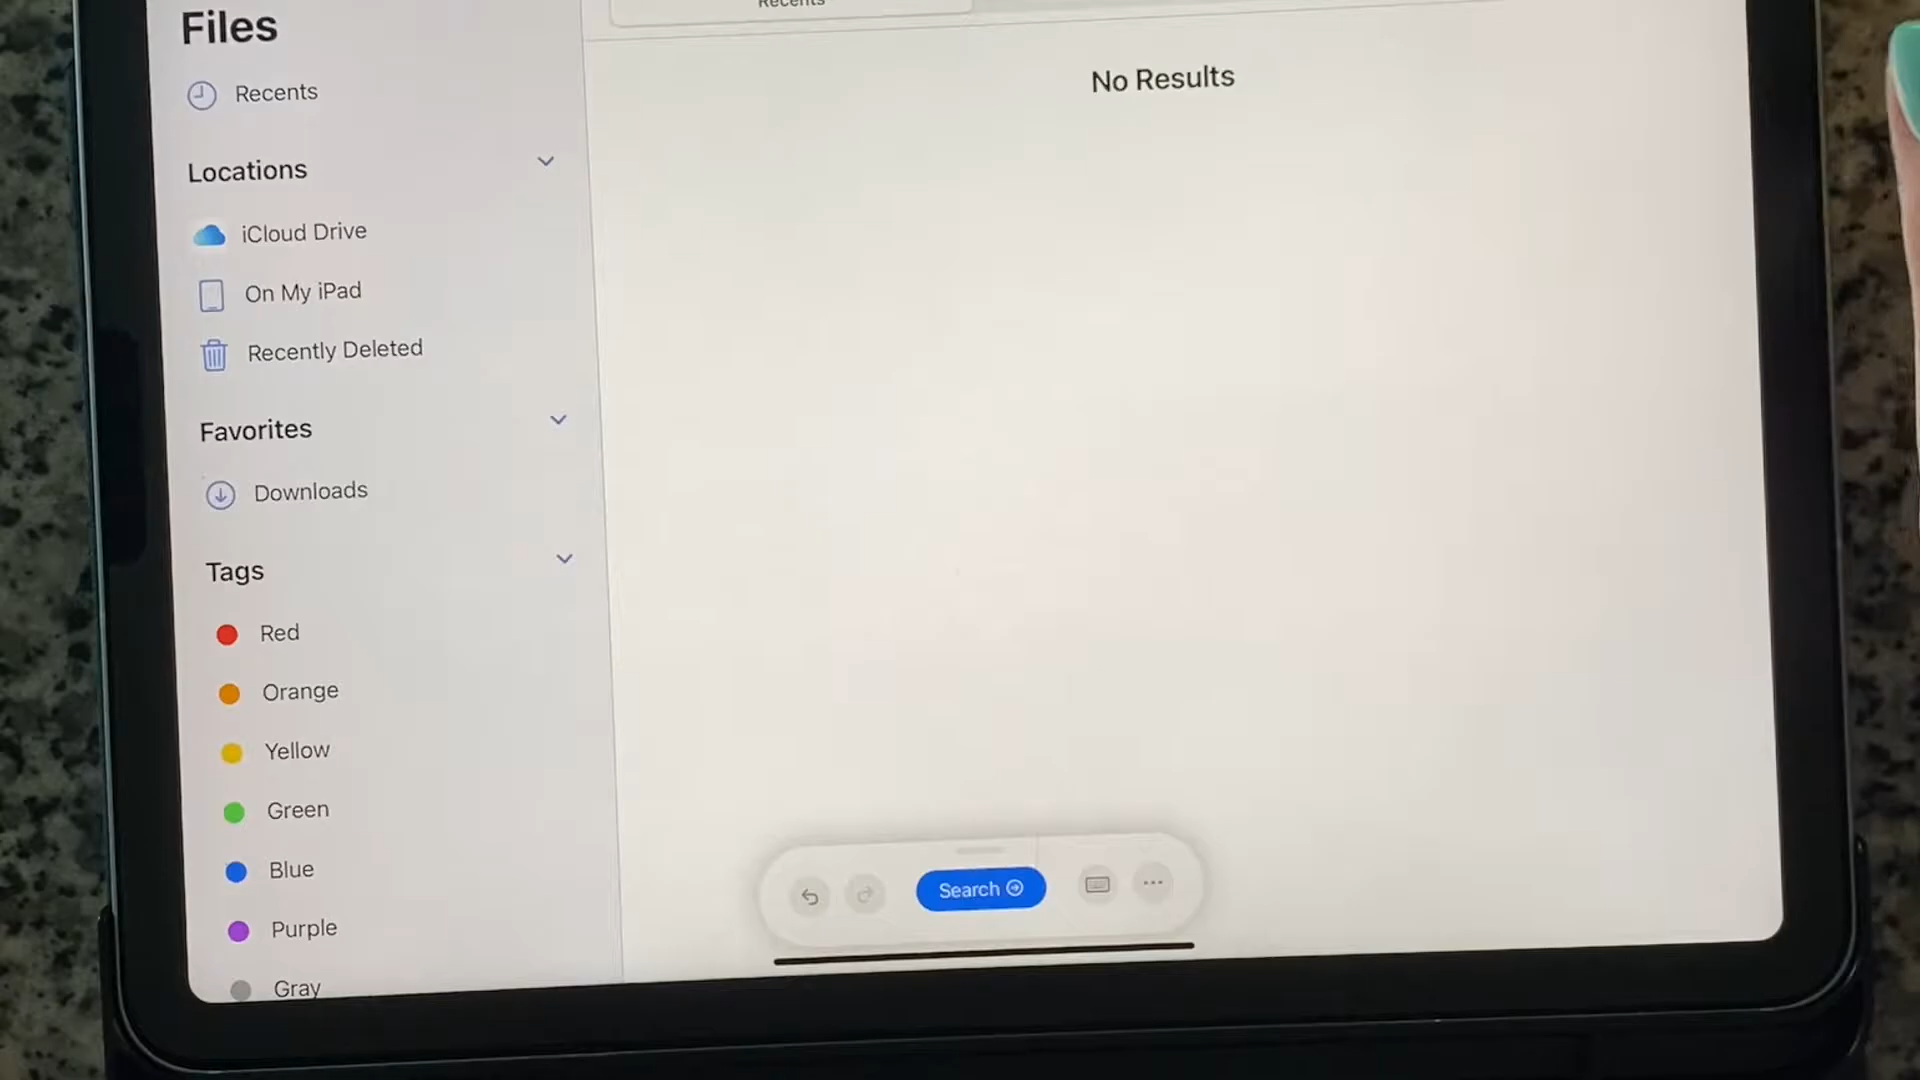 Files
Recents
Locations
iCloud Drive
On My iPad
Recently Deleted
Favorites
Downloads
Tags
Red
Orange
Yellow
Green
Blue
Purple
Gray
Recents
No Results
Search